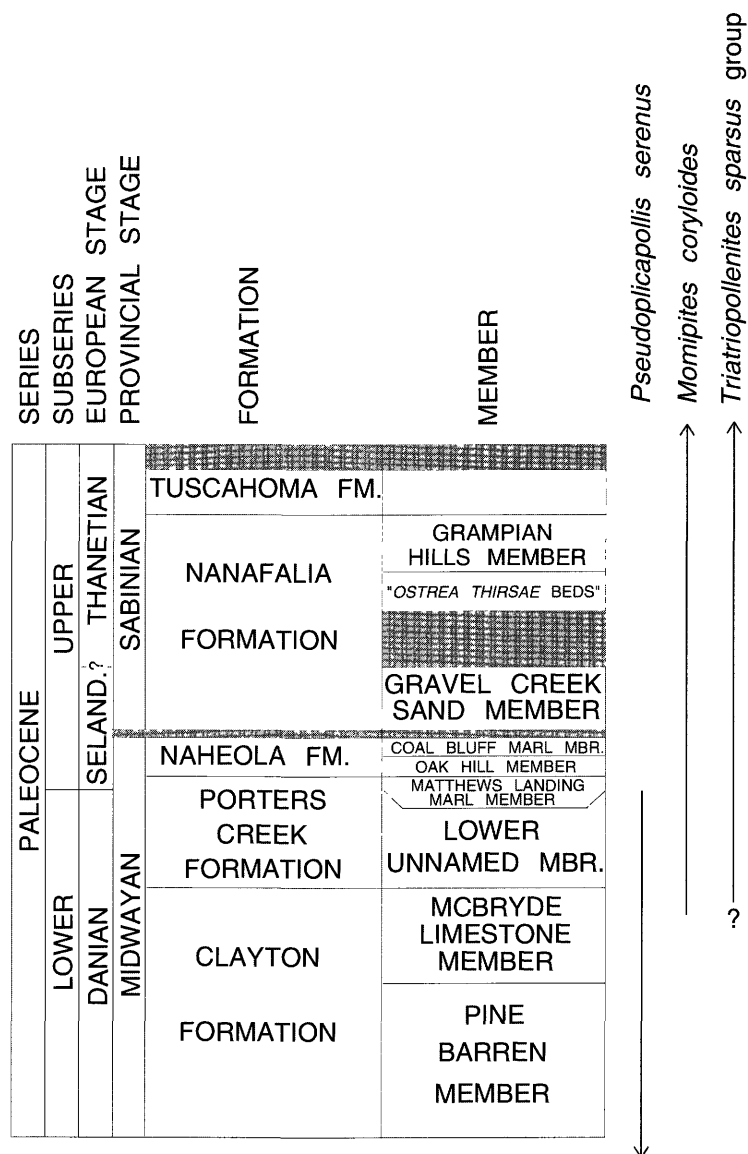 SERIES
SUBSERIES
EUROPEAN STAGE
PROVINCIAL STAGE
FORMATION
MEMBER
Pseudoplicapollis serenus
Momipites coryloides
Triatriopollenites sparsus group
PALEOCENE
UPPER
LOWER
THANETIAN
SELAND.?
DANIAN
SABINIAN
MIDWAYAN
TUSCAHOMA FM.
NANAFALIA
FORMATION
NAHEOLA FM.
PORTERS
CREEK
FORMATION
CLAYTON
FORMATION
GRAMPIAN
HILLS MEMBER
"OSTREA THIRSAE BEDS"
GRAVEL CREEK
SAND MEMBER
COAL BLUFF MARL MBR.
OAK HILL MEMBER
MATTHEWS LANDING
MARL MEMBER
LOWER
UNNAMED MBR.
MCBRYDE
LIMESTONE
MEMBER
PINE
BARREN
MEMBER
?